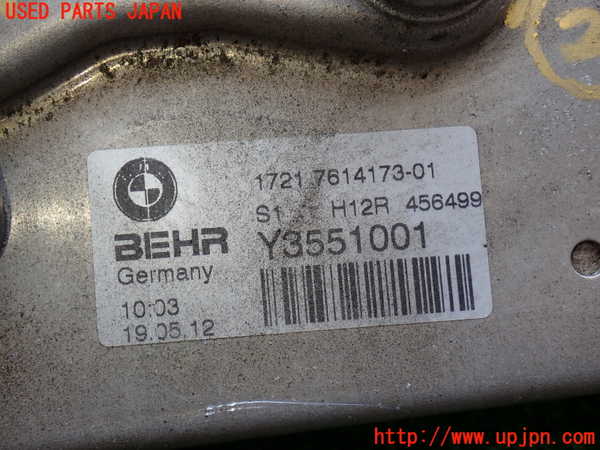 USED PARTS JAPAN
1721 7614173-01
S1 H12R 456499
BEHR Y3551001
Germany
10:03
19.05.12
http://www.upjpn.com